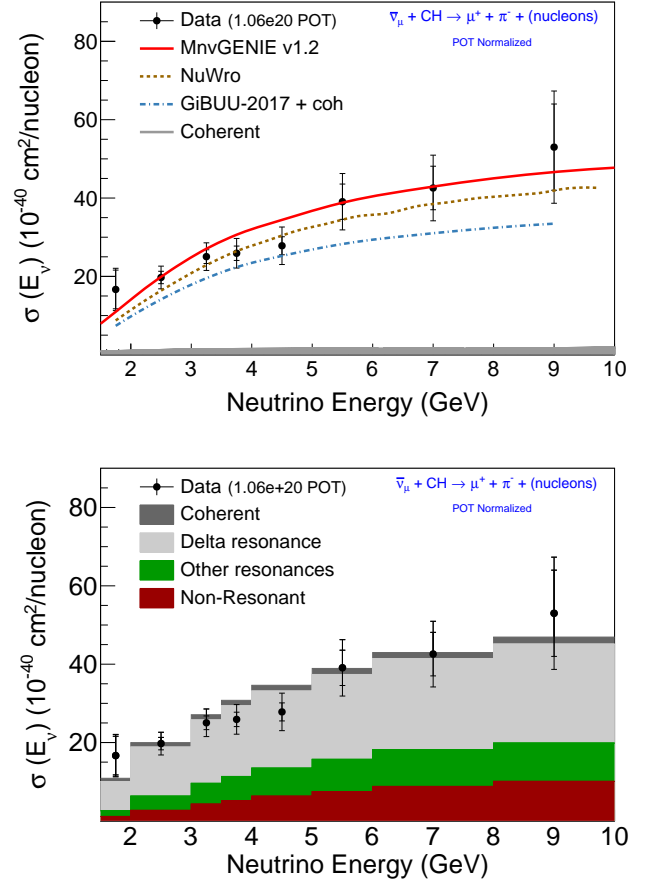 Data (1.06e20 POT)
MnvGENIE v1.2
NuWro
GiBUU-2017 + coh
Coherent
ν̄μ + CH → μ⁺ + π⁻ + (nucleons)
POT Normalized
80
60
40
20
σ (Eν) (10⁻⁴⁰ cm²/nucleon)
2 3 4 5 6 7 8 9 10
Neutrino Energy (GeV)
Data (1.06e+20 POT)
Coherent
Delta resonance
Other resonances
Non-Resonant
ν̄μ + CH → μ⁺ + π⁻ + (nucleons)
POT Normalized
80
60
40
20
σ (Eν) (10⁻⁴⁰ cm²/nucleon)
2 3 4 5 6 7 8 9 10
Neutrino Energy (GeV)